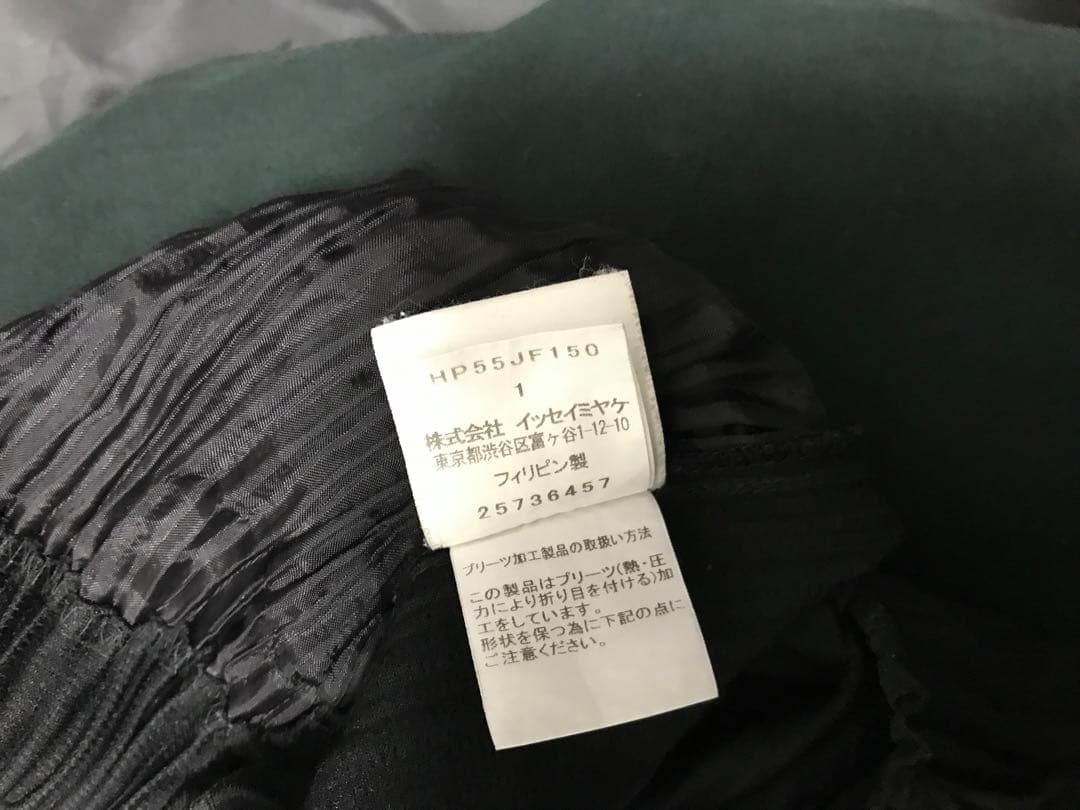 HP55JF150
1
株式会社 イッセイミヤケ
東京都渋谷区富ヶ谷1-12-10
フィリピン製
25736457
プリーツ加工製品の取扱い方法
この製品はプリーツ(熱・圧
力により折り目を付ける)加
工をしています。
形状を保つ為に下記の点に
ご注意ください。